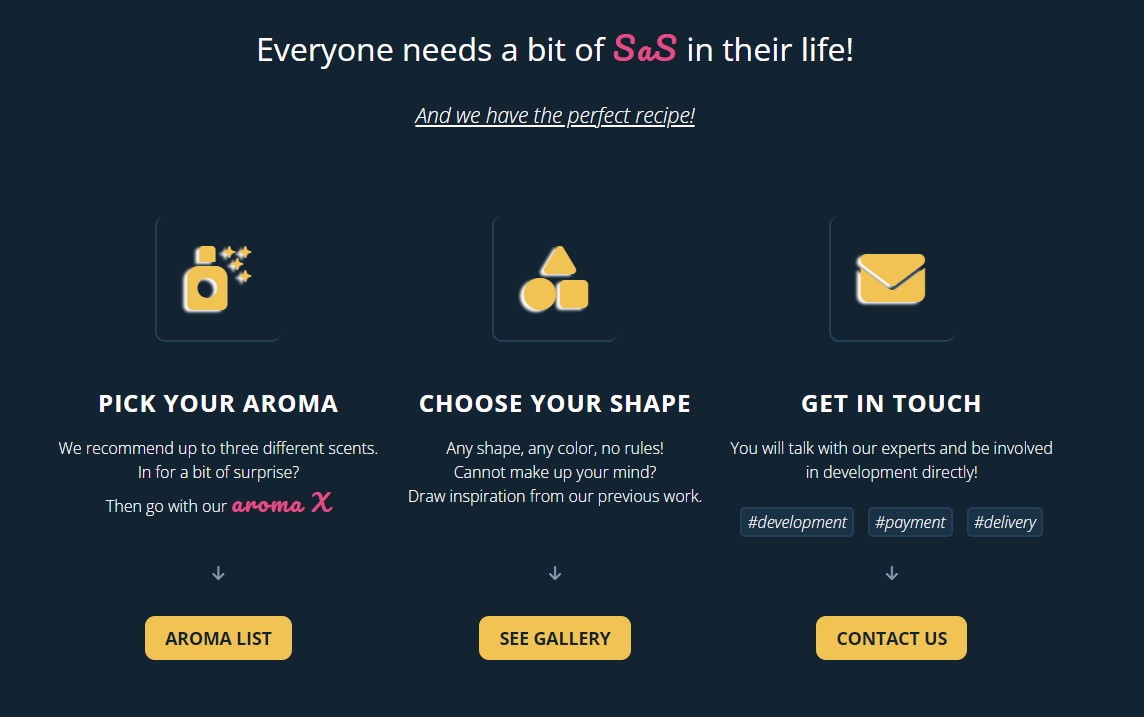 Everyone needs a bit of SaS in their life!
And we have the perfect recipe!
PICK YOUR AROMA
We recommend up to three different scents.
In for a bit of surprise?
Then go with our aroma X
AROMA LIST
CHOOSE YOUR SHAPE
Any shape, any color, no rules!
Cannot make up your mind?
Draw inspiration from our previous work.
SEE GALLERY
GET IN TOUCH
You will talk with our experts and be involved
in development directly!
#development #payment #delivery
CONTACT US